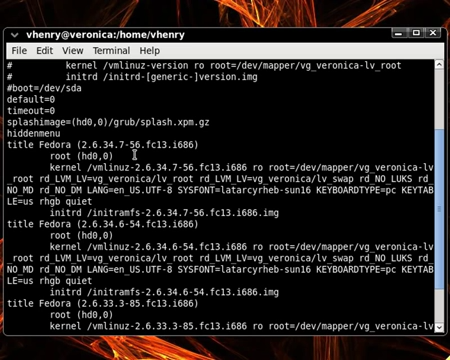 vhenry@veronica:/home/vhenry
File Edit View Terminal Help
#          kernel /vmlinuz-version ro root=/dev/mapper/vg_veronica-lv_root
#          initrd /initrd-[generic-]version.img
#boot=/dev/sda
default=0
timeout=0
splashimage=(hd0,0)/grub/splash.xpm.gz
hiddenmenu
title Fedora (2.6.34.7-56.fc13.i686)
        root (hd0,0)
        kernel /vmlinuz-2.6.34.7-56.fc13.i686 ro root=/dev/mapper/vg_veronica-lv
_root rd_LVM_LV=vg_veronica/lv_root rd_LVM_LV=vg_veronica/lv_swap rd_NO_LUKS rd_
NO_MD rd_NO_DM LANG=en_US.UTF-8 SYSFONT=latarcyrheb-sun16 KEYBOARDTYPE=pc KEYTAB
LE=us rhgb quiet
        initrd /initramfs-2.6.34.7-56.fc13.i686.img
title Fedora (2.6.34.6-54.fc13.i686)
        root (hd0,0)
        kernel /vmlinuz-2.6.34.6-54.fc13.i686 ro root=/dev/mapper/vg_veronica-lv
_root rd_LVM_LV=vg_veronica/lv_root rd_LVM_LV=vg_veronica/lv_swap rd_NO_LUKS rd_
NO_MD rd_NO_DM LANG=en_US.UTF-8 SYSFONT=latarcyrheb-sun16 KEYBOARDTYPE=pc KEYTAB
LE=us rhgb quiet
        initrd /initramfs-2.6.34.6-54.fc13.i686.img
title Fedora (2.6.33.3-85.fc13.i686)
        root (hd0,0)
        kernel /vmlinuz-2.6.33.3-85.fc13.i686 ro root=/dev/mapper/vg_veronica-lv